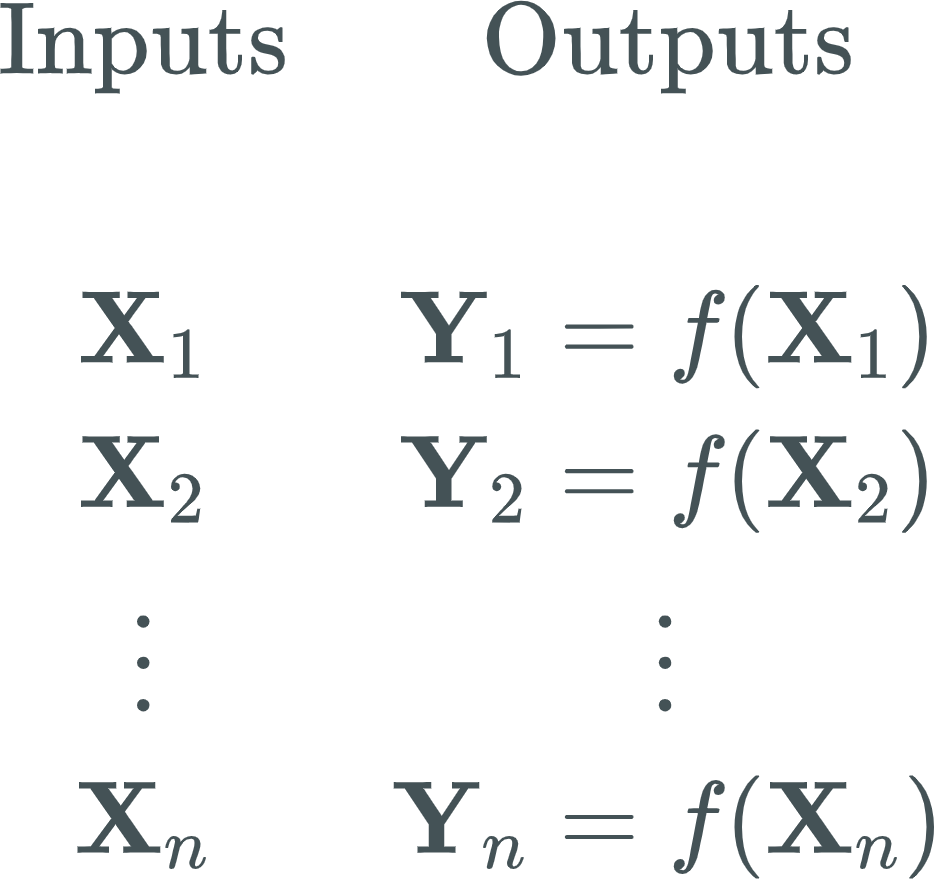 Inputs Outputs
𝐗₁ 𝐘₁ = f(𝐗₁)
𝐗₂ 𝐘₂ = f(𝐗₂)
⋮ ⋮
𝐗ₙ 𝐘ₙ = f(𝐗ₙ)